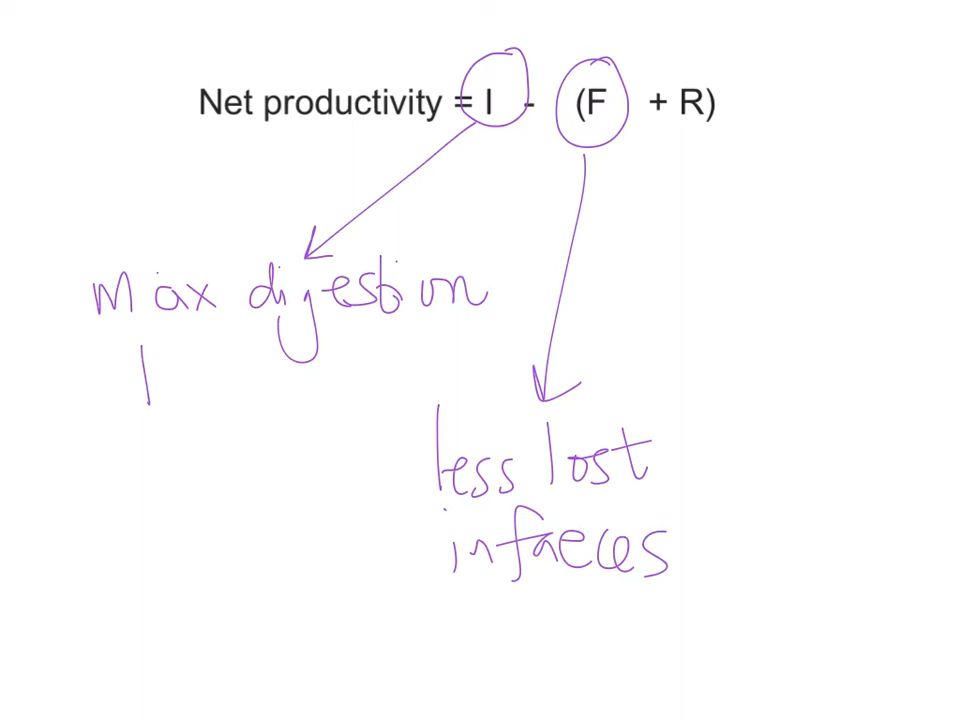 Net productivity = I - (F + R)
max digestion
less lost
in faeces